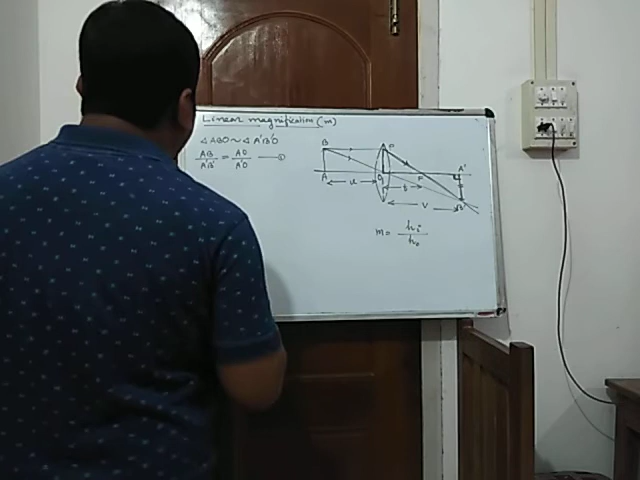 Linear magnification (m)
△ ABO ~ △ A'B'O
AB/A'B' = AO/A'O —— ①
B
A
u
O
f
F
V
A'
B'
m = hi/ho